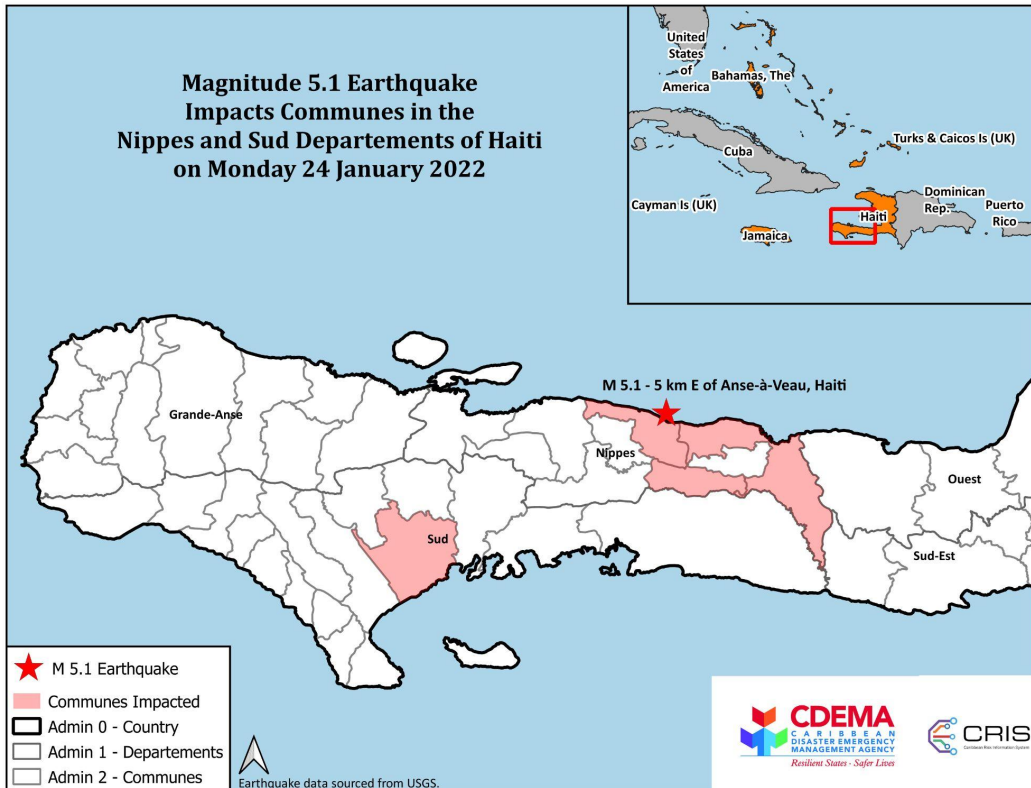 Magnitude 5.1 Earthquake
Impacts Communes in the
Nippes and Sud Departements of Haiti
on Monday 24 January 2022
United
States
of
America
Bahamas, The
Turks & Caicos Is (UK)
Cuba
Cayman Is (UK)
Dominican
Rep.
Puerto
Rico
Haiti
Jamaica
M 5.1 - 5 km E of Anse-à-Veau, Haiti
Grande-Anse
Nippes
Ouest
Sud
Sud-Est
M 5.1 Earthquake
Communes Impacted
Admin 0 - Country
Admin 1 - Departements
Admin 2 - Communes
Earthquake data sourced from USGS.
CDEMA
CARIBBEAN
DISASTER EMERGENCY
MANAGEMENT AGENCY
Resilient States - Safer Lives
CRIS
Caribbean Risk Information System